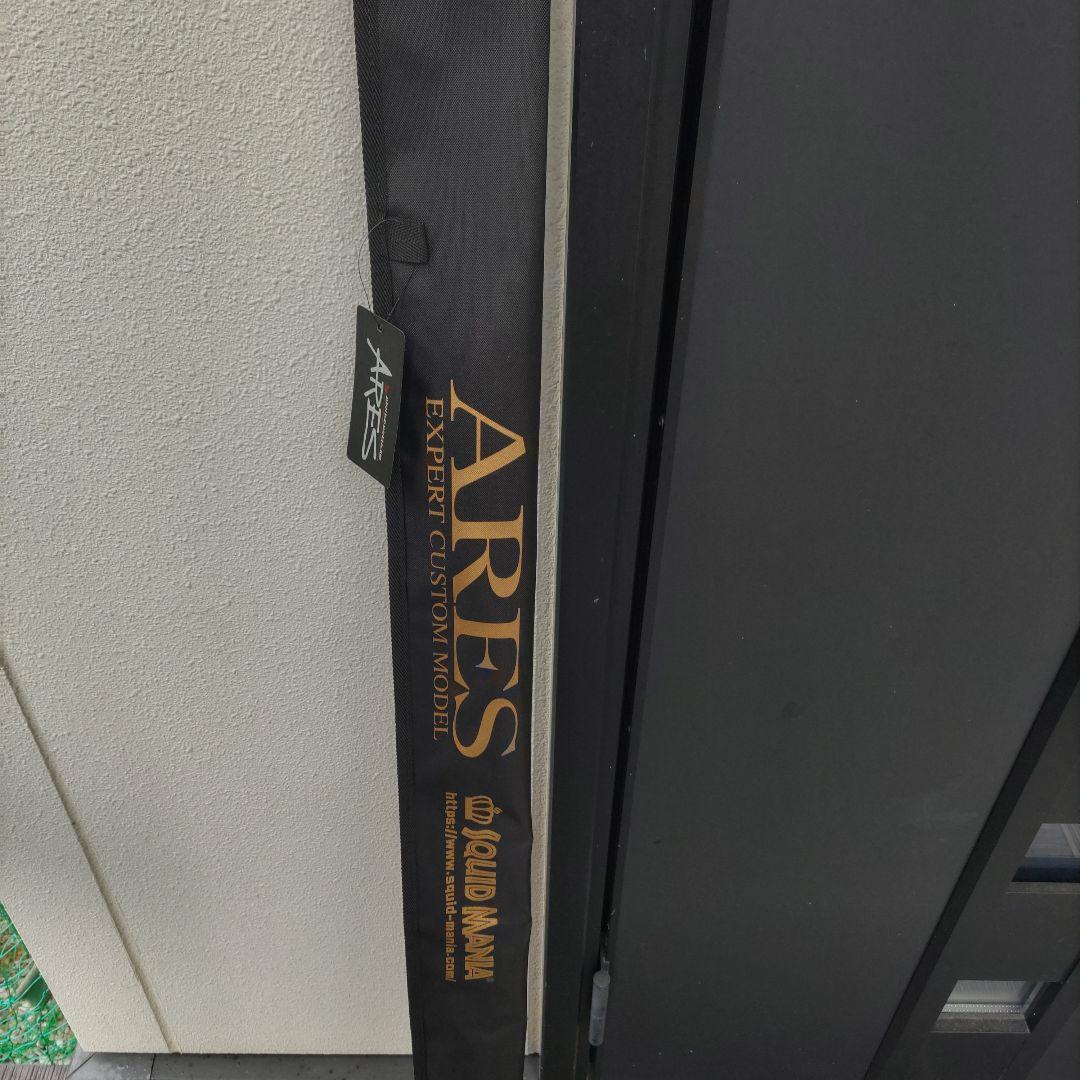 ARES
EXPERT CUSTOM MODEL
SQUID MANIA®
https://www.squid-mania.com/
ARES